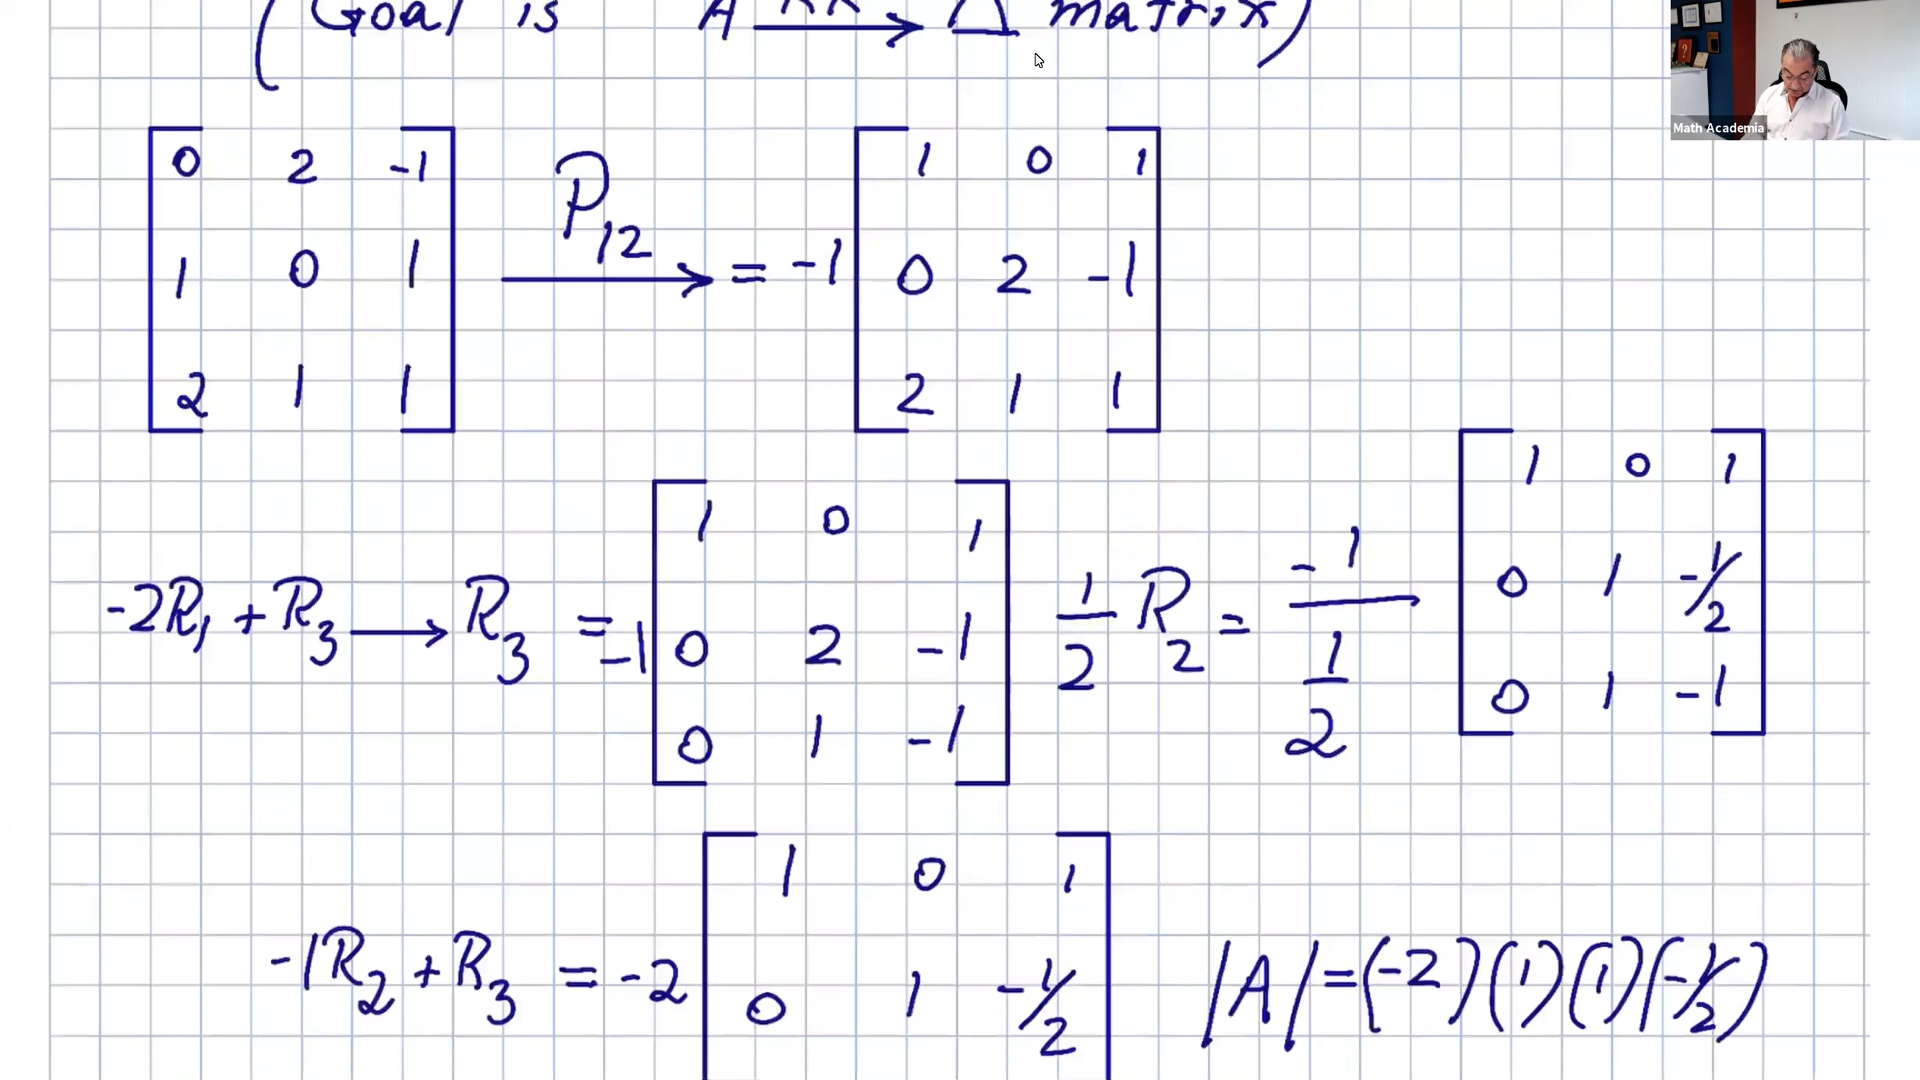 (Goal is A RR → △ matrix)
Math Academia
[0 2 -1] [1 0 1]
[1 0 1] P12 → = -1 [0 2 -1]
[2 1 1] [2 1 1]
[1 0 1] [1 0 1]
-2R1 + R3 → R3 = -1 [0 2 -1] 1/2 R2 = -1/(1/2) [0 1 -1/2]
[0 1 -1] [0 1 -1]
[1 0 1]
-1R2 + R3 = -2 [0 1 -1/2] |A| = (-2)(1)(1)(-1/2)